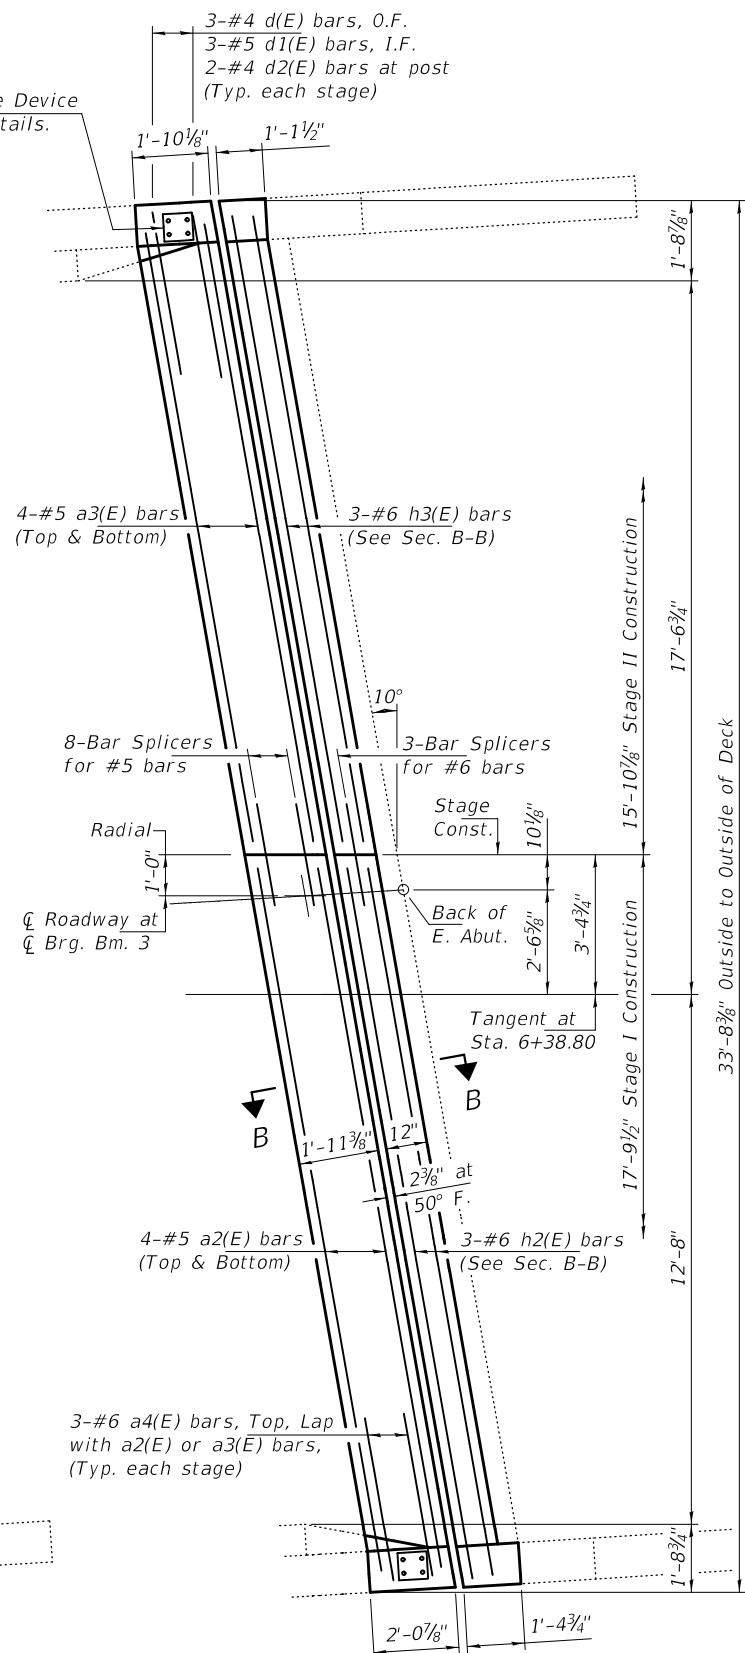 3-#4 d(E) bars, O.F.
3-#5 d1(E) bars, I.F.
2-#4 d2(E) bars at post
(Typ. each stage)
e Device
tails.
1'-10⅛"
1'-1½"
1'-8⅞"
4-#5 a3(E) bars
(Top & Bottom)
3-#6 h3(E) bars
(See Sec. B-B)
15'-10⅞" Stage II Construction
17'-6¾"
10°
8-Bar Splicers
for #5 bars
3-Bar Splicers
for #6 bars
33'-8⅜" Outside to Outside of Deck
Radial
Stage
Const.
10⅛"
1'-0"
℄ Roadway at
℄ Brg. Bm. 3
Back of
E. Abut.
2'-6⅝"
3'-4¾"
Tangent at
Sta. 6+38.80
17'-9½" Stage I Construction
B
B
1'-11⅜"
12"
2⅜" at
50° F.
4-#5 a2(E) bars
(Top & Bottom)
3-#6 h2(E) bars
(See Sec. B-B)
12'-8"
3-#6 a4(E) bars, Top, Lap
with a2(E) or a3(E) bars,
(Typ. each stage)
1'-8¾"
2'-0⅞"
1'-4¾"